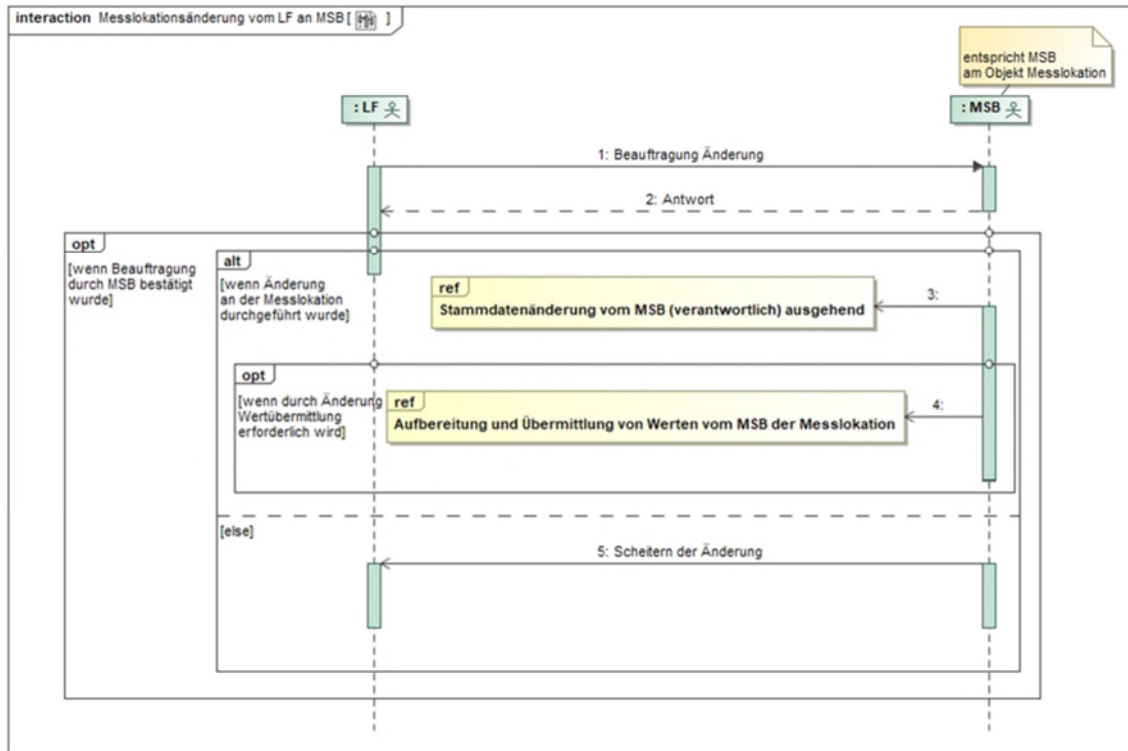 interaction Messlokationsänderung vom LF an MSB [ ]
entspricht MSB
am Objekt Messlokation
: LF
: MSB
1: Beauftragung Änderung
2: Antwort
opt
[wenn Beauftragung
durch MSB bestätigt
wurde]
alt
[wenn Änderung
an der Messlokation
durchgeführt wurde]
ref
Stammdatenänderung vom MSB (verantwortlich) ausgehend
3:
opt
[wenn durch Änderung
Wertübermittlung
erforderlich wird]
ref
Aufbereitung und Übermittlung von Werten vom MSB der Messlokation
4:
[else]
5: Scheitern der Änderung